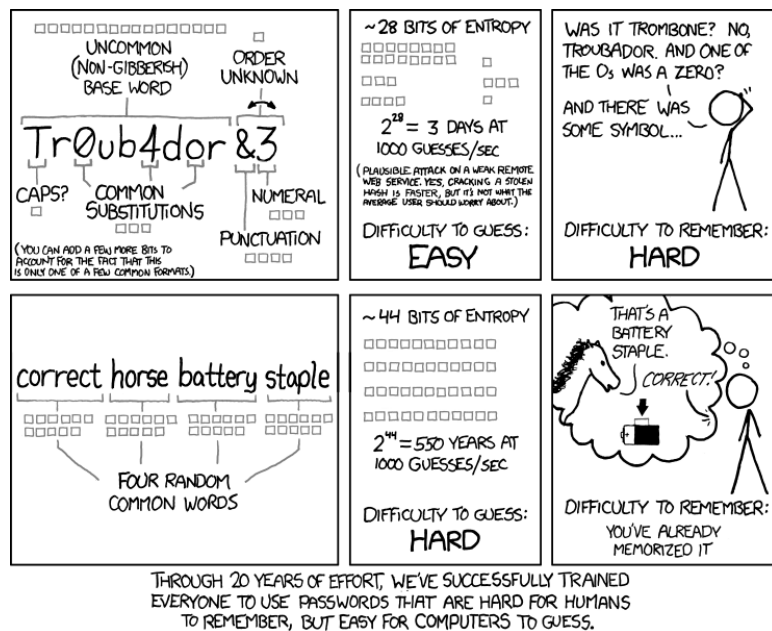 UNCOMMON
(NON-GIBBERISH)
BASE WORD
ORDER
UNKNOWN
Tr0ub4dor &3
CAPS?
COMMON
SUBSTITUTIONS
NUMERAL
PUNCTUATION
(YOU CAN ADD A FEW MORE BITS TO
ACCOUNT FOR THE FACT THAT THIS
IS ONLY ONE OF A FEW COMMON FORMATS.)
~28 BITS OF ENTROPY
2^28 = 3 DAYS AT
1000 GUESSES/SEC
(PLAUSIBLE ATTACK ON A WEAK REMOTE
WEB SERVICE. YES, CRACKING A STOLEN
HASH IS FASTER, BUT IT'S NOT WHAT THE
AVERAGE USER SHOULD WORRY ABOUT.)
DIFFICULTY TO GUESS:
EASY
WAS IT TROMBONE? NO,
TROUBADOR. AND ONE OF
THE Os WAS A ZERO?
AND THERE WAS
SOME SYMBOL...
DIFFICULTY TO REMEMBER:
HARD
correct horse battery staple
FOUR RANDOM
COMMON WORDS
~44 BITS OF ENTROPY
2^44 = 550 YEARS AT
1000 GUESSES/SEC
DIFFICULTY TO GUESS:
HARD
THAT'S A
BATTERY
STAPLE.
CORRECT!
DIFFICULTY TO REMEMBER:
YOU'VE ALREADY
MEMORIZED IT
THROUGH 20 YEARS OF EFFORT, WE'VE SUCCESSFULLY TRAINED
EVERYONE TO USE PASSWORDS THAT ARE HARD FOR HUMANS
TO REMEMBER, BUT EASY FOR COMPUTERS TO GUESS.